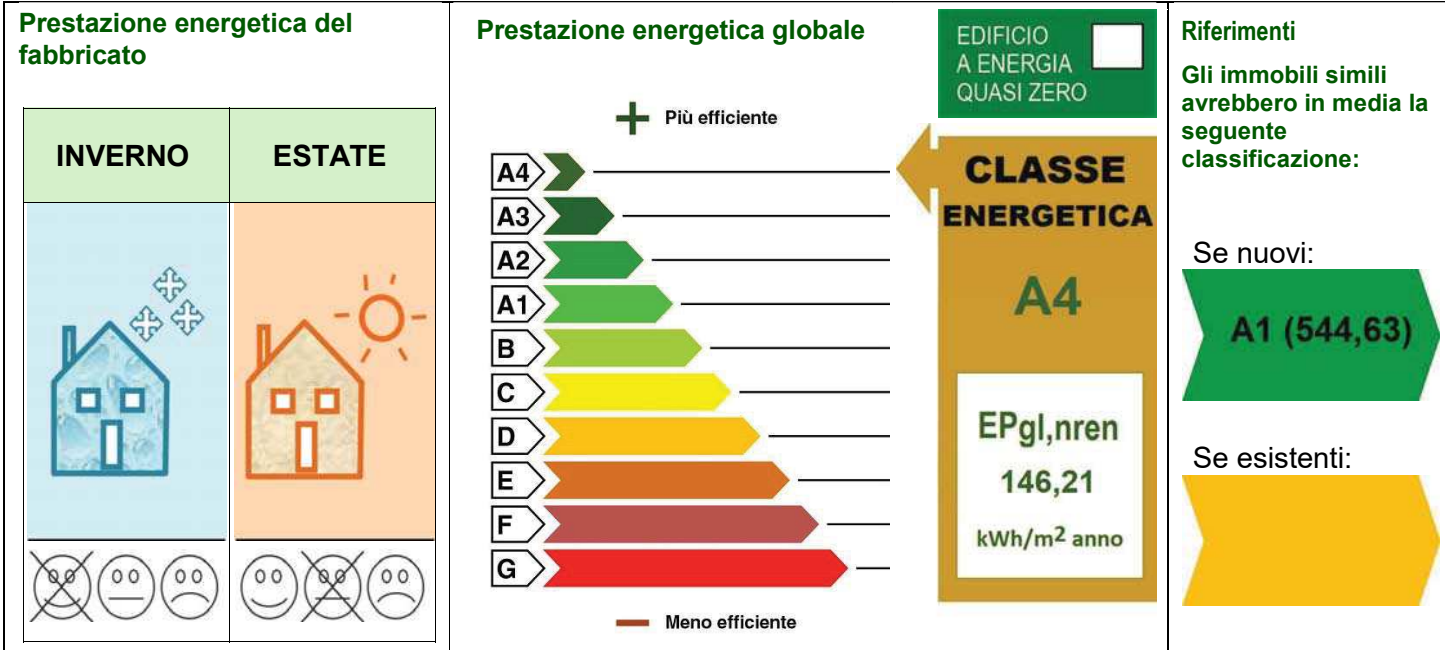 Prestazione energetica del
fabbricato
INVERNO
ESTATE
Prestazione energetica globale
Più efficiente
A4
A3
A2
A1
B
C
D
E
F
G
Meno efficiente
EDIFICIO
A ENERGIA
QUASI ZERO
CLASSE
ENERGETICA
A4
EPgl,nren
146,21
kWh/m² anno
Riferimenti
Gli immobili simili
avrebbero in media la
seguente
classificazione:
Se nuovi:
A1 (544,63)
Se esistenti: